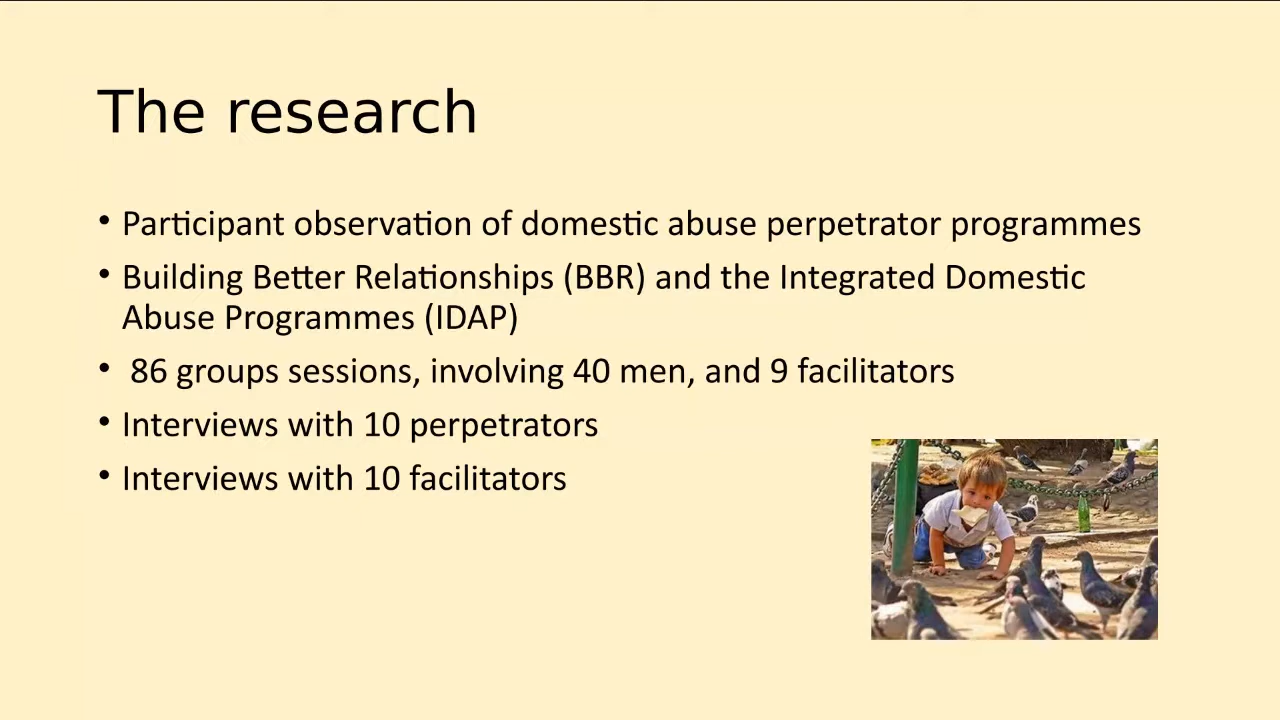 The research
• Participant observation of domestic abuse perpetrator programmes
• Building Better Relationships (BBR) and the Integrated Domestic
Abuse Programmes (IDAP)
• 86 groups sessions, involving 40 men, and 9 facilitators
• Interviews with 10 perpetrators
• Interviews with 10 facilitators